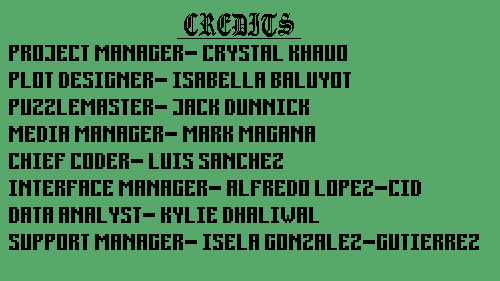 CREDITS
PROJECT MANAGER- CRYSTAL KHAUO
PLOT DESIGNER- ISABELLA BALUYOT
PUZZLEMASTER- JACK DUNNICK
MEDIA MANAGER- MARK MAGANA
CHIEF CODER- LUIS SANCHEZ
INTERFACE MANAGER- ALFREDO LOPEZ-CID
DATA ANALYST- KYLIE DHALIWAL
SUPPORT MANAGER- ISELA GONZALEZ-GUTIERREZ